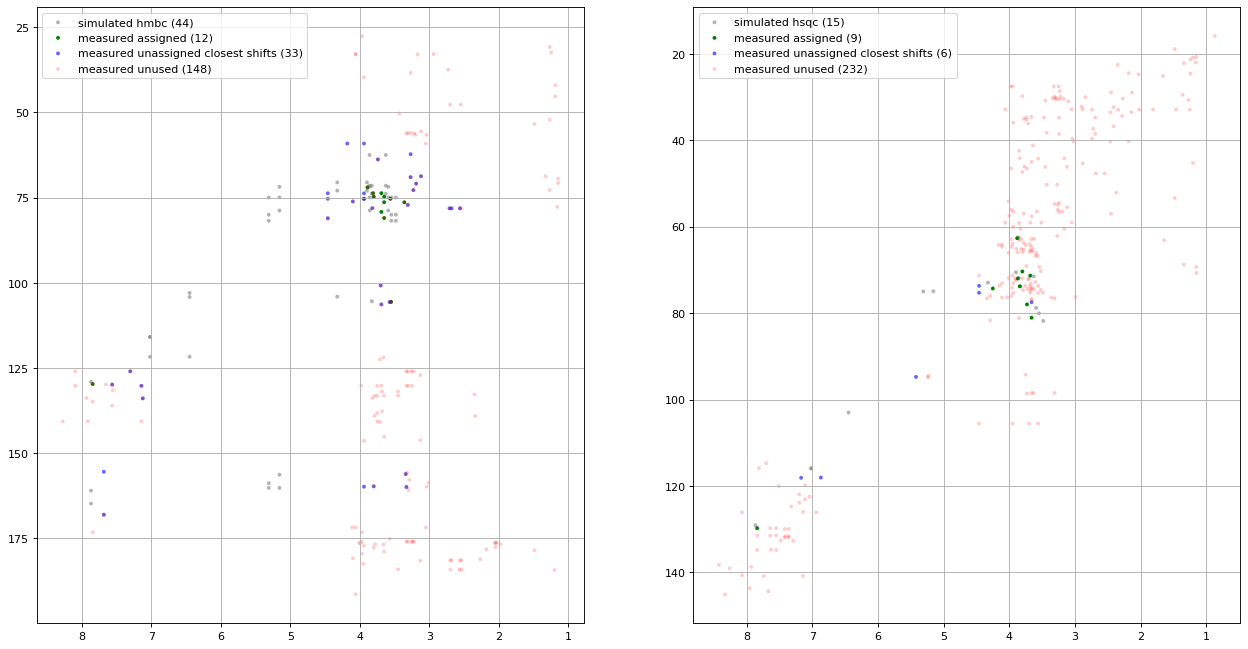 simulated hmbc (44)
measured assigned (12)
measured unassigned closest shifts (33)
measured unused (148)
25
50
75
100
125
150
175
8 7 6 5 4 3 2 1
simulated hsqc (15)
measured assigned (9)
measured unassigned closest shifts (6)
measured unused (232)
20
40
60
80
100
120
140
8 7 6 5 4 3 2 1